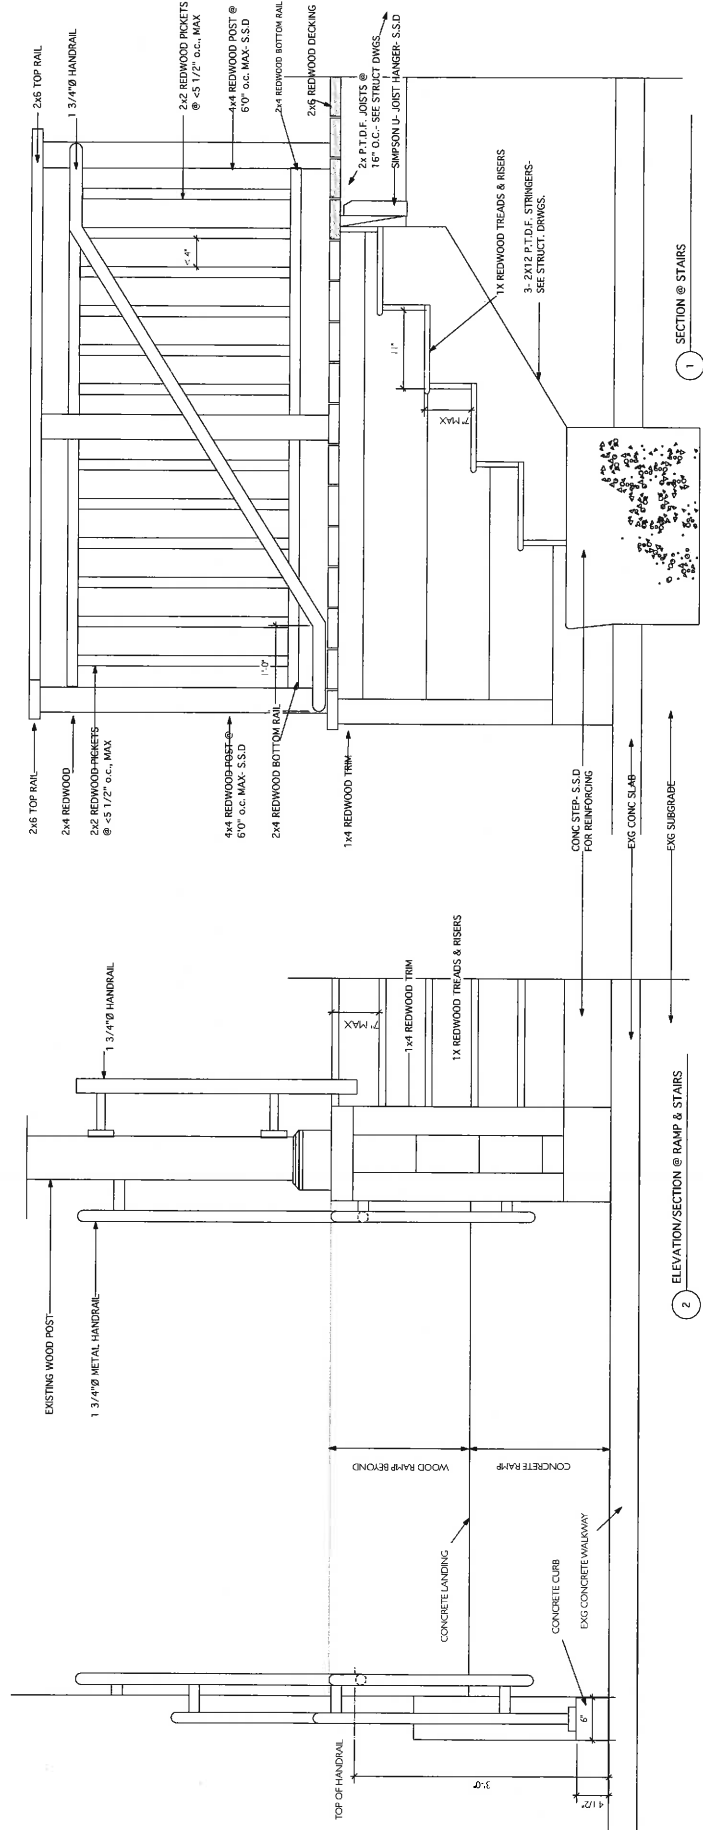 2x6 TOP RAIL
1 3/4"Ø HANDRAIL
2x2 REDWOOD PICKETS
@ <5 1/2" o.c., MAX
4x4 REDWOOD POST @
6'0" o.c. MAX- S.S.D
2x4 REDWOOD BOTTOM RAIL
2x6 REDWOOD DECKING
2x P.T.D.F. JOISTS @
16" O.C.- SEE STRUCT DWGS.
SIMPSON U- JOIST HANGER- S.S.D
< 4"
11"
7" MAX
1X REDWOOD TREADS & RISERS
3- 2X12 P.T.D.F. STRINGERS-
SEE STRUCT. DRWGS.
1'-0"
2x6 TOP RAIL
2x4 REDWOOD
2x2 REDWOOD PICKETS
@ <5 1/2" o.c., MAX
4x4 REDWOOD POST @
6'0" o.c. MAX- S.S.D
2x4 REDWOOD BOTTOM RAIL
1x4 REDWOOD TRIM
CONC STEP- S.S.D
FOR REINFORCING
EXG CONC SLAB
EXG SUBGRADE
1 SECTION @ STAIRS
1 3/4"Ø HANDRAIL
7" MAX
1x4 REDWOOD TRIM
1X REDWOOD TREADS & RISERS
EXISTING WOOD POST
1 3/4"Ø METAL HANDRAIL
WOOD RAMP BEYOND
CONCRETE RAMP
CONCRETE LANDING
CONCRETE CURB
EXG CONCRETE WALKWAY
TOP OF HANDRAIL
3'-0"
4 1/2"
6"
2 ELEVATION/SECTION @ RAMP & STAIRS